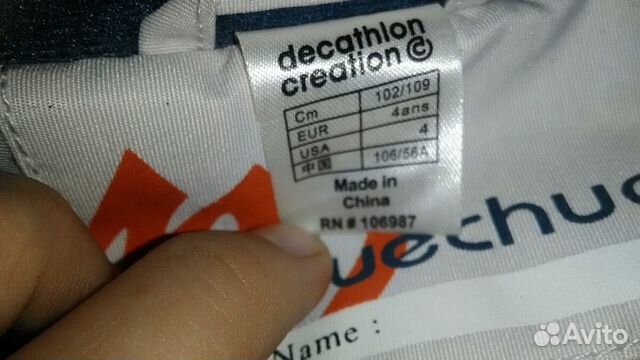 decathlon
creation ©
Cm 102/109
EUR 4ans
USA 4
中国 106/56A
Made in
China
RN # 106987
uechuc
Name :
Avito